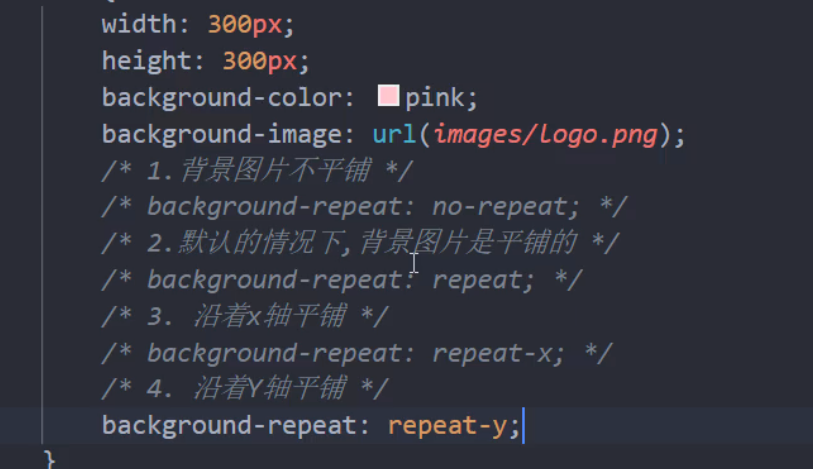 {
width: 300px;
height: 300px;
background-color: pink;
background-image: url(images/logo.png);
/* 1.背景图片不平铺 */
/* background-repeat: no-repeat; */
/* 2.默认的情况下,背景图片是平铺的 */
/* background-repeat: repeat; */
/* 3. 沿着x轴平铺 */
/* background-repeat: repeat-x; */
/* 4. 沿着Y轴平铺 */
background-repeat: repeat-y;
}